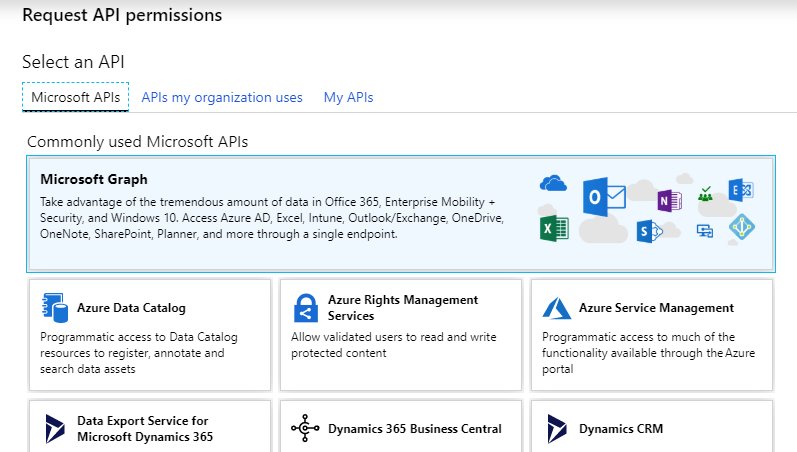 Request API permissions
Select an API
Microsoft APIs
APIs my organization uses
My APIs
Commonly used Microsoft APIs
Microsoft Graph
Take advantage of the tremendous amount of data in Office 365, Enterprise Mobility +
Security, and Windows 10. Access Azure AD, Excel, Intune, Outlook/Exchange, OneDrive,
OneNote, SharePoint, Planner, and more through a single endpoint.
Azure Data Catalog
Programmatic access to Data Catalog
resources to register, annotate and
search data assets
Azure Rights Management
Services
Allow validated users to read and write
protected content
Azure Service Management
Programmatic access to much of the
functionality available through the Azure
portal
Data Export Service for
Microsoft Dynamics 365
Dynamics 365 Business Central
Dynamics CRM